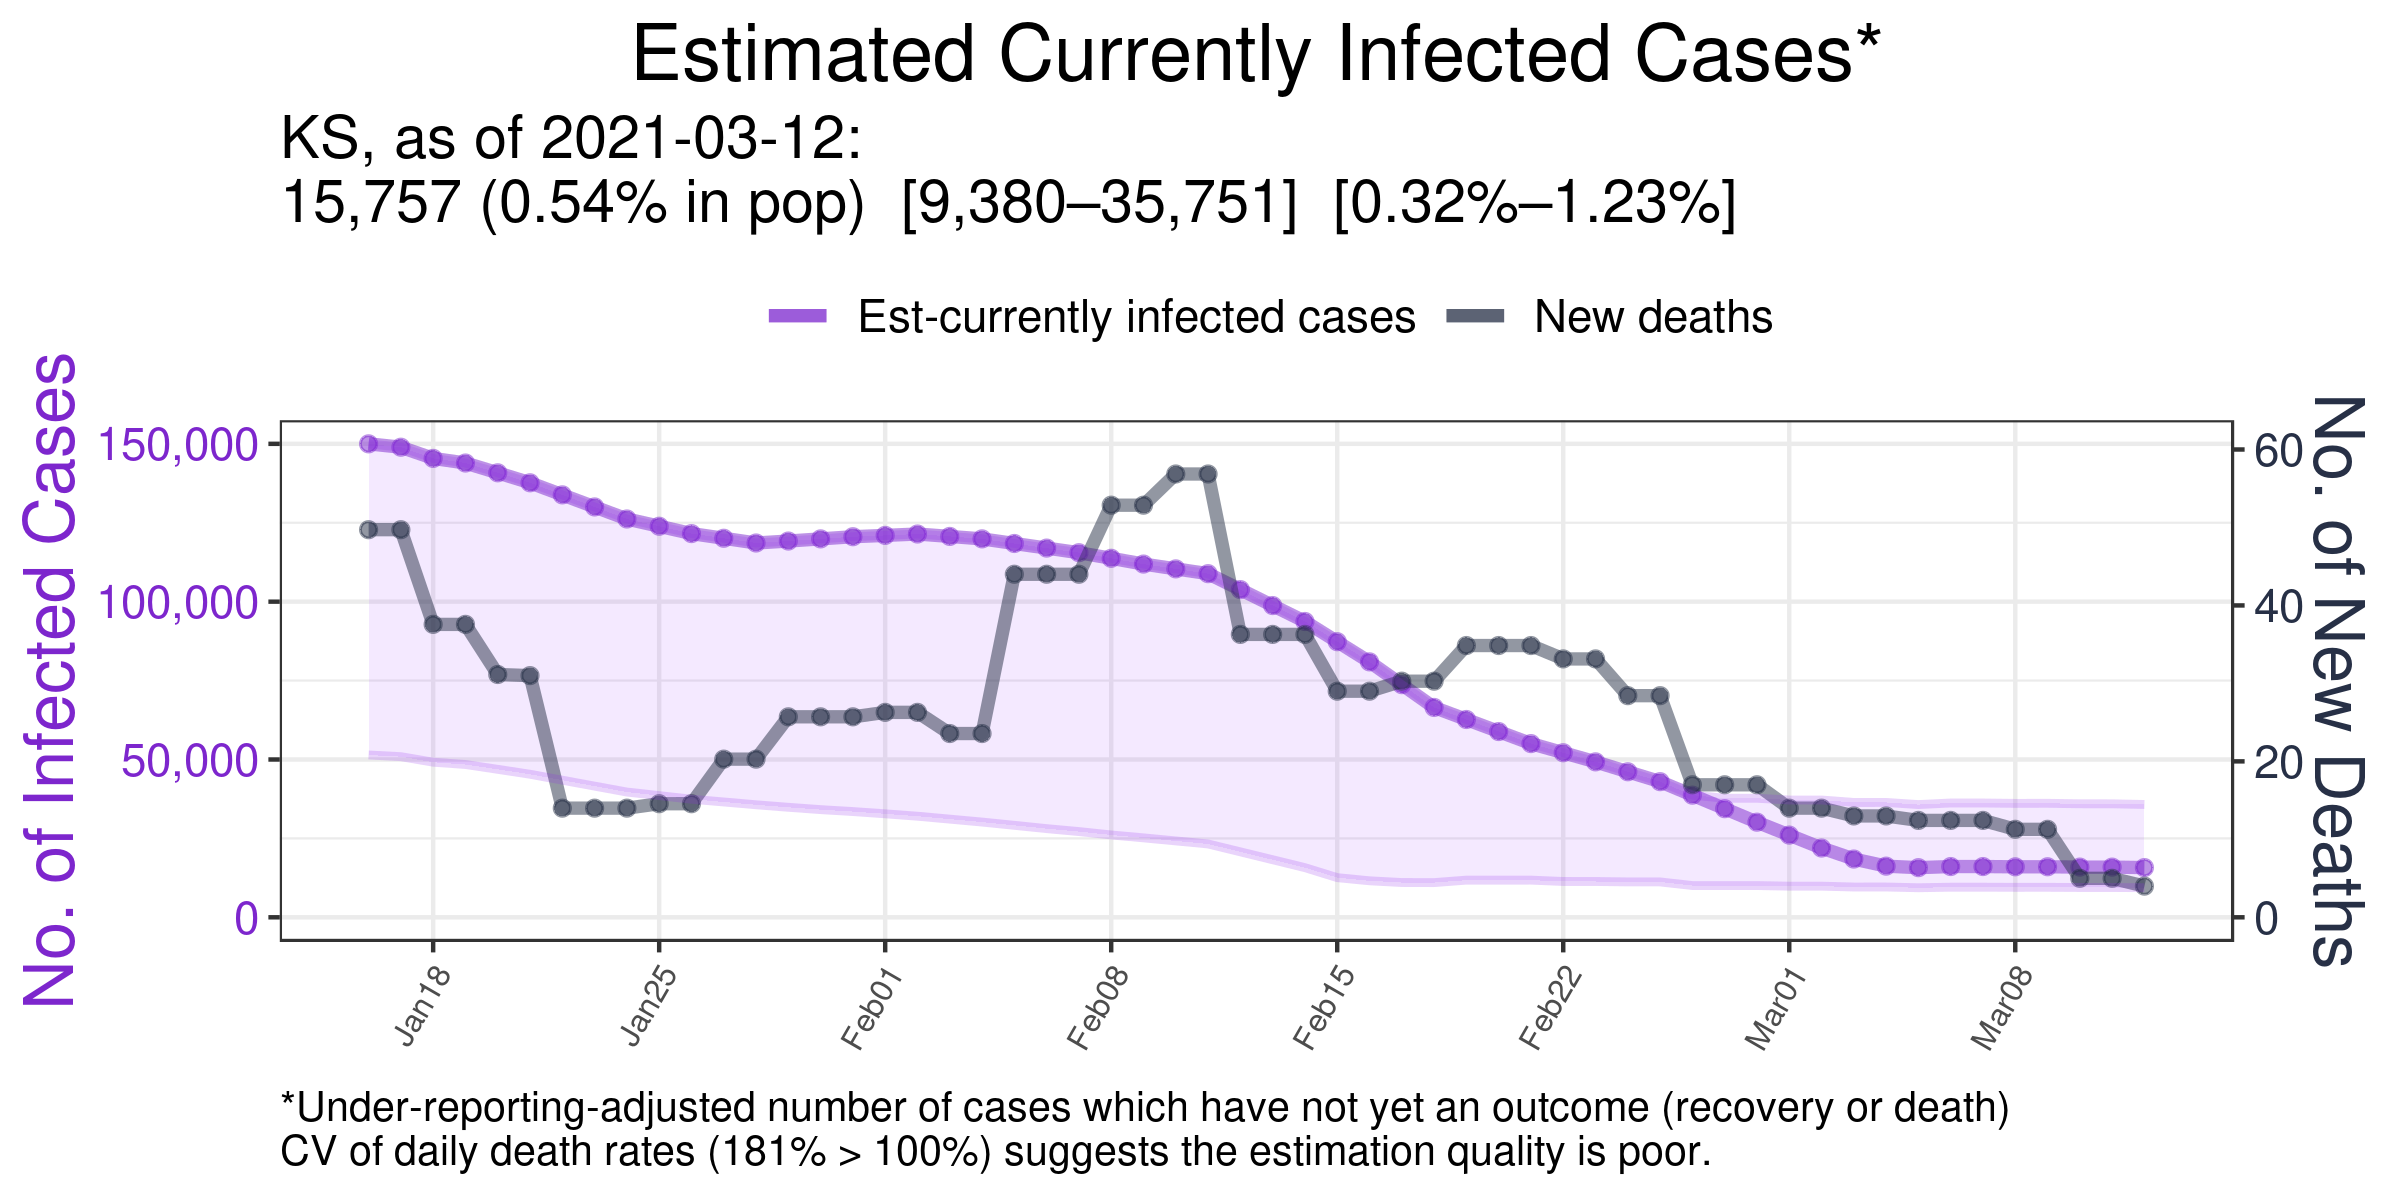 Estimated Currently Infected Cases*
KS, as of 2021-03-12:
15,757 (0.54% in pop)  [9,380–35,751]  [0.32%–1.23%]
Est-currently infected cases
New deaths
No. of Infected Cases
150,000
100,000
50,000
0
60
40
20
0
No. of New Deaths
Jan18
Jan25
Feb01
Feb08
Feb15
Feb22
Mar01
Mar08
*Under-reporting-adjusted number of cases which have not yet an outcome (recovery or death)
CV of daily death rates (181% > 100%) suggests the estimation quality is poor.